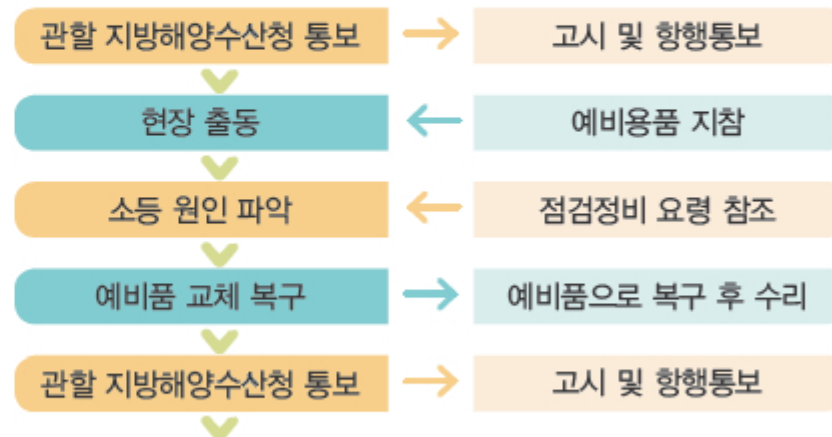 관할 지방해양수산청 통보
고시 및 항행통보
현장 출동
예비용품 지참
소등 원인 파악
점검정비 요령 참조
예비품 교체 복구
예비품으로 복구 후 수리
관할 지방해양수산청 통보
고시 및 항행통보